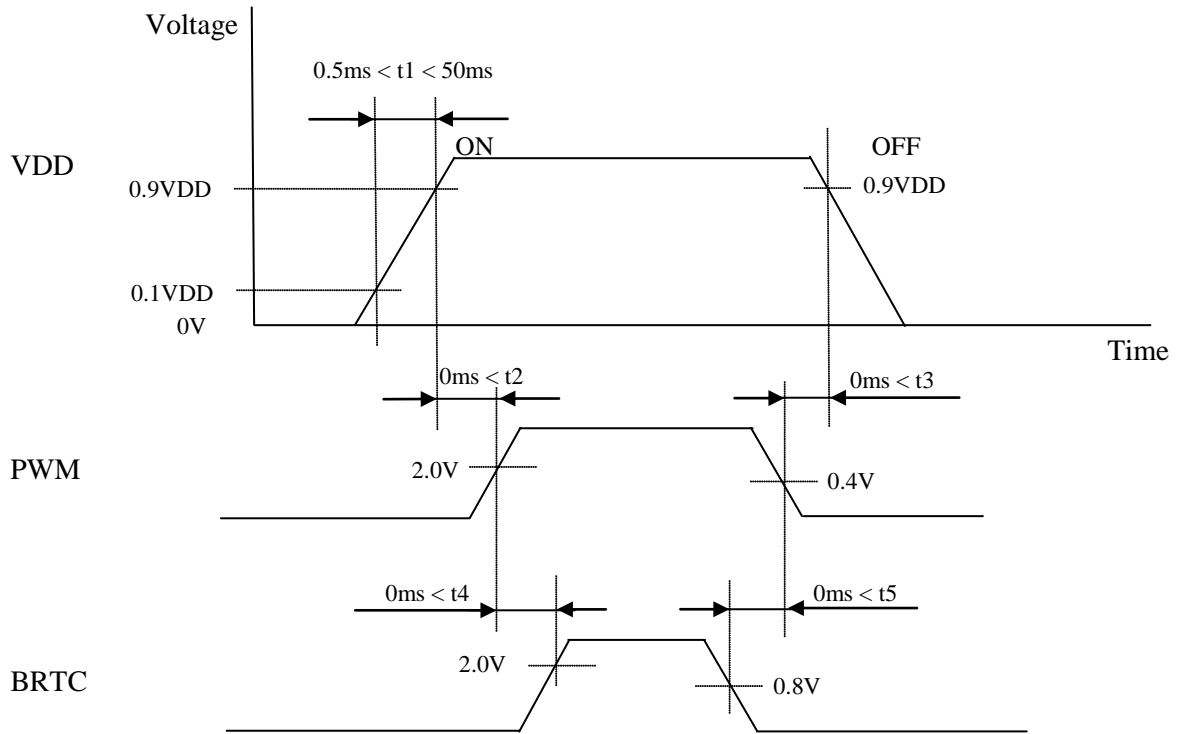 Voltage
0.5ms < t1 < 50ms
ON
OFF
VDD
0.9VDD
0.9VDD
0.1VDD
0V
Time
0ms < t2
0ms < t3
PWM
2.0V
0.4V
0ms < t4
0ms < t5
BRTC
2.0V
0.8V